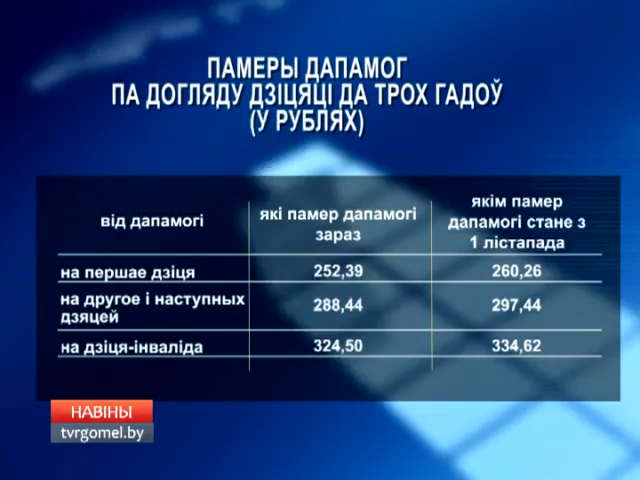 ПАМЕРЫ ДАПАМОГ
ПА ДОГЛЯДУ ДЗІЦЯЦІ ДА ТРОХ ГАДОЎ
(У РУБЛЯХ)
від дапамогі
які памер дапамогі
зараз
якім памер
дапамогі стане з
1 лістапада
на першае дзіця 252,39 260,26
на другое і наступных
дзяцей 288,44 297,44
на дзіця-інваліда 324,50 334,62
НАВІНЫ
tvrgomel.by